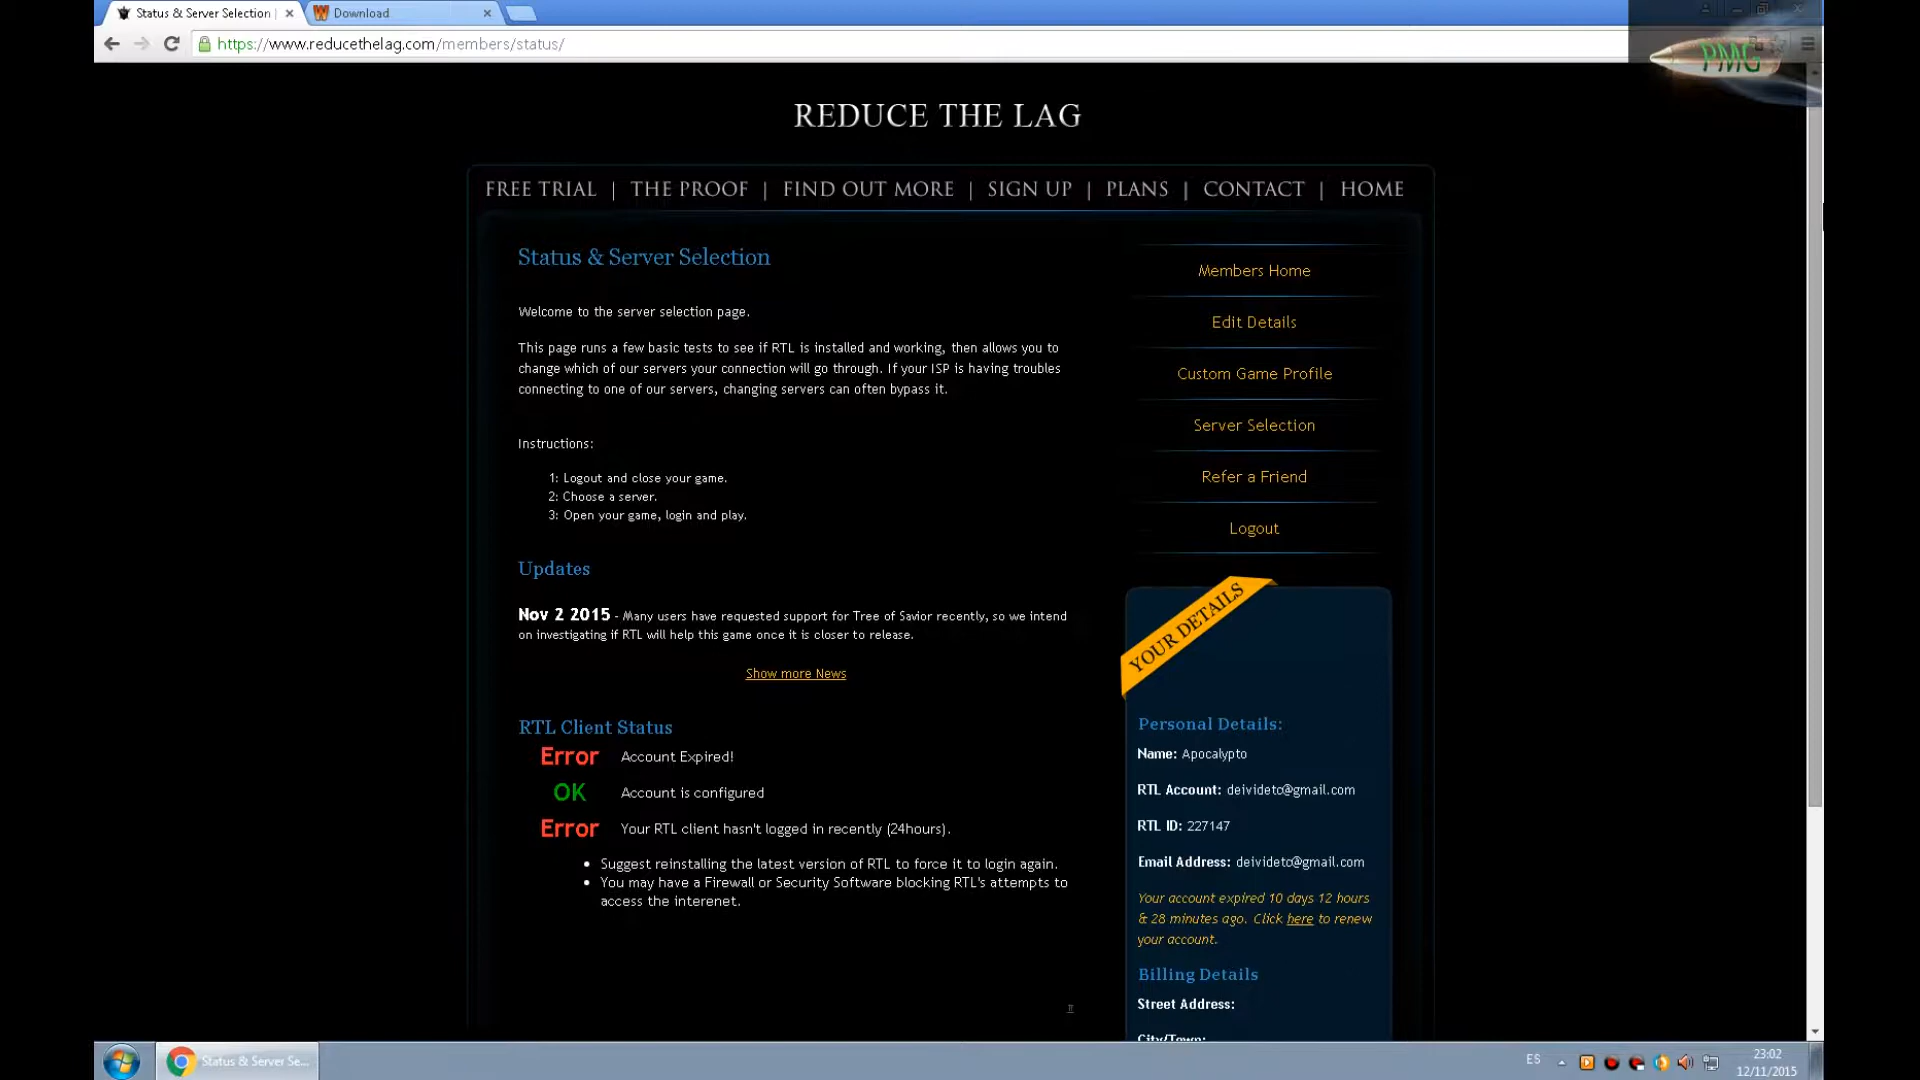 Status & Server Selection
Download
https://www.reducethelag.com/members/status/
PMG
REDUCE THE LAG
FREE TRIAL | THE PROOF | FIND OUT MORE | SIGN UP | PLANS | CONTACT | HOME
Status & Server Selection
Welcome to the server selection page.
This page runs a few basic tests to see if RTL is installed and working, then allows you to
change which of our servers your connection will go through. If your ISP is having troubles
connecting to one of our servers, changing servers can often bypass it.
Instructions:
1: Logout and close your game.
2: Choose a server.
3: Open your game, login and play.
Updates
Nov 2 2015 - Many users have requested support for Tree of Savior recently, so we intend
on investigating if RTL will help this game once it is closer to release.
Show more News
RTL Client Status
Error Account Expired!
OK Account is configured
Error Your RTL client hasn't logged in recently (24hours).
• Suggest reinstalling the latest version of RTL to force it to login again.
• You may have a Firewall or Security Software blocking RTL's attempts to
access the interenet.
Members Home
Edit Details
Custom Game Profile
Server Selection
Refer a Friend
Logout
YOUR DETAILS
Personal Details:
Name: Apocalypto
RTL Account: deividetc@gmail.com
RTL ID: 227147
Email Address: deividetc@gmail.com
Your account expired 10 days 12 hours
& 28 minutes ago. Click here to renew
your account.
Billing Details
Street Address:
City/Town:
Status & Server Se...
ES
23:02
12/11/2015